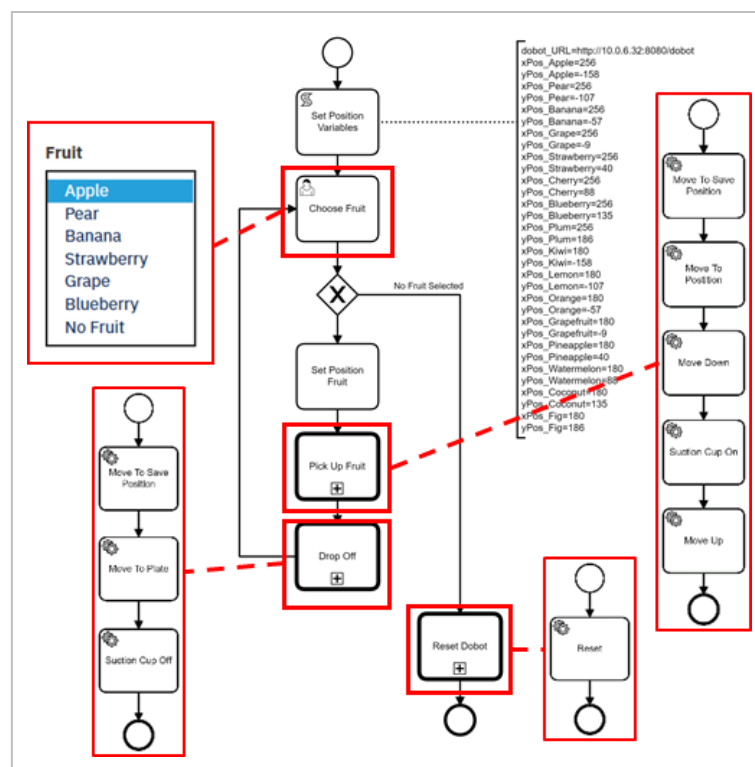 dobot_URL=http://10.0.6.32:8080/dobot
xPos_Apple=256
yPos_Apple=-158
xPos_Pear=256
yPos_Pear=-107
xPos_Banana=256
yPos_Banana=-57
xPos_Grape=256
yPos_Grape=-9
xPos_Strawberry=256
yPos_Strawberry=40
xPos_Cherry=256
yPos_Cherry=88
xPos_Blueberry=256
yPos_Blueberry=135
xPos_Plum=256
yPos_Plum=186
xPos_Kiwi=180
yPos_Kiwi=-158
xPos_Lemon=180
yPos_Lemon=-107
xPos_Orange=180
yPos_Orange=-57
xPos_Grapefruit=180
yPos_Grapefruit=-9
xPos_Pineapple=180
yPos_Pineapple=40
xPos_Watermelon=180
yPos_Watermelon=88
xPos_Coconut=180
yPos_Coconut=135
xPos_Fig=180
yPos_Fig=186
Set Position
Variables
Fruit
Apple
Pear
Banana
Strawberry
Grape
Blueberry
No Fruit
Choose Fruit
X
No Fruit Selected
Set Position
Fruit
Pick Up Fruit
Drop Off
Reset Dobot
Move To Save
Position
Move To Plate
Suction Cup Off
Reset
Move To Save
Position
Move To
Postition
Move Down
Suction Cup On
Move Up